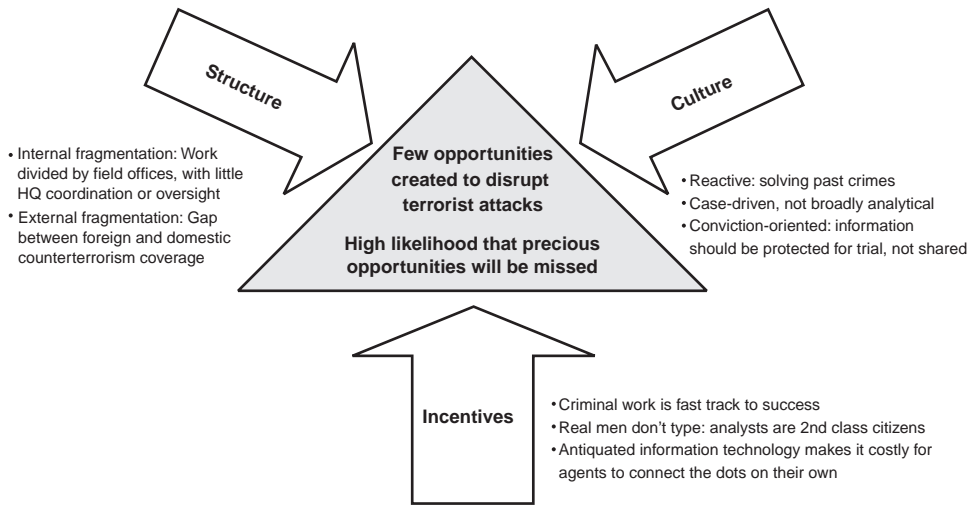 Structure
• Internal fragmentation: Work
divided by field offices, with little
HQ coordination or oversight
• External fragmentation: Gap
between foreign and domestic
counterterrorism coverage
Few opportunities
created to disrupt
terrorist attacks
High likelihood that precious
opportunities will be missed
Culture
• Reactive: solving past crimes
• Case-driven, not broadly analytical
• Conviction-oriented: information
should be protected for trial, not shared
Incentives
• Criminal work is fast track to success
• Real men don’t type: analysts are 2nd class citizens
• Antiquated information technology makes it costly for
agents to connect the dots on their own